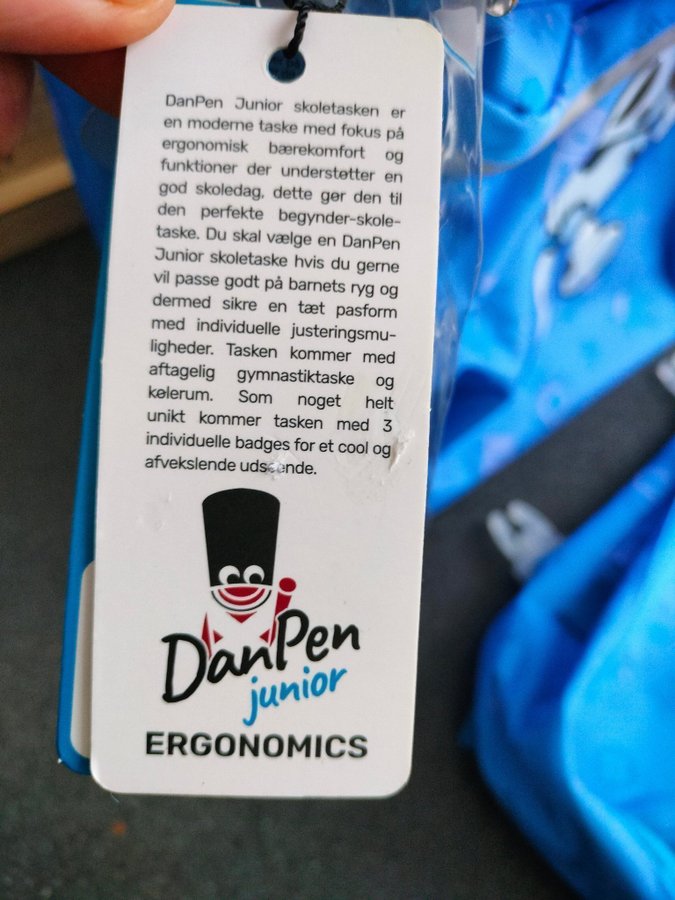 DanPen Junior skoletasken er
en moderne taske med fokus på
ergonomisk bærekomfort og
funktioner der understøtter en
god skoledag, dette gør den til
den perfekte begynder-skole-
taske. Du skal vælge en DanPen
Junior skoletaske hvis du gerne
vil passe godt på barnets ryg og
dermed sikre en tæt pasform
med individuelle justeringsmu-
ligheder. Tasken kommer med
aftagelig gymnastiktaske og
kølerum. Som noget helt
unikt kommer tasken med 3
individuelle badges for et cool og
afvekslende udseende.
DanPen
junior
ERGONOMICS